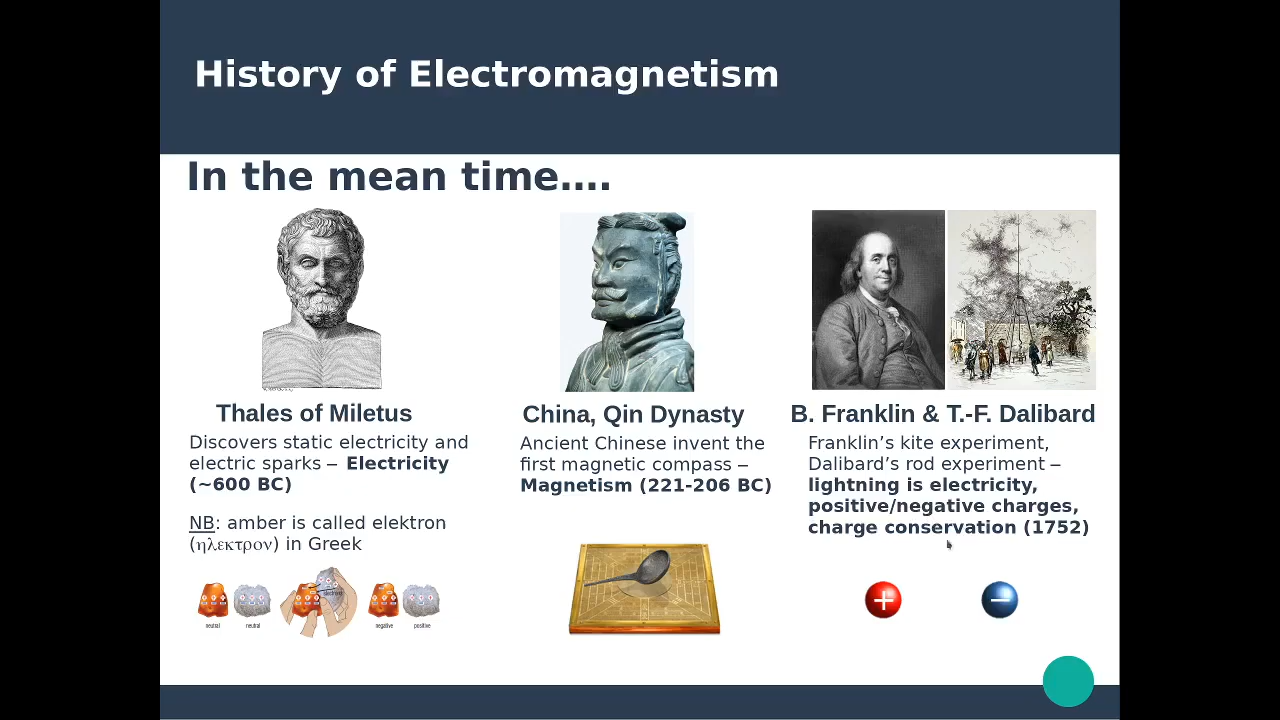 History of Electromagnetism
In the mean time....
Thales of Miletus
Discovers static electricity and
electric sparks – Electricity
(~600 BC)
NB: amber is called elektron
(ηλεκτρον) in Greek
neutral neutral negative positive
China, Qin Dynasty
Ancient Chinese invent the
first magnetic compass –
Magnetism (221-206 BC)
B. Franklin & T.-F. Dalibard
Franklin’s kite experiment,
Dalibard’s rod experiment –
lightning is electricity,
positive/negative charges,
charge conservation (1752)
+ −